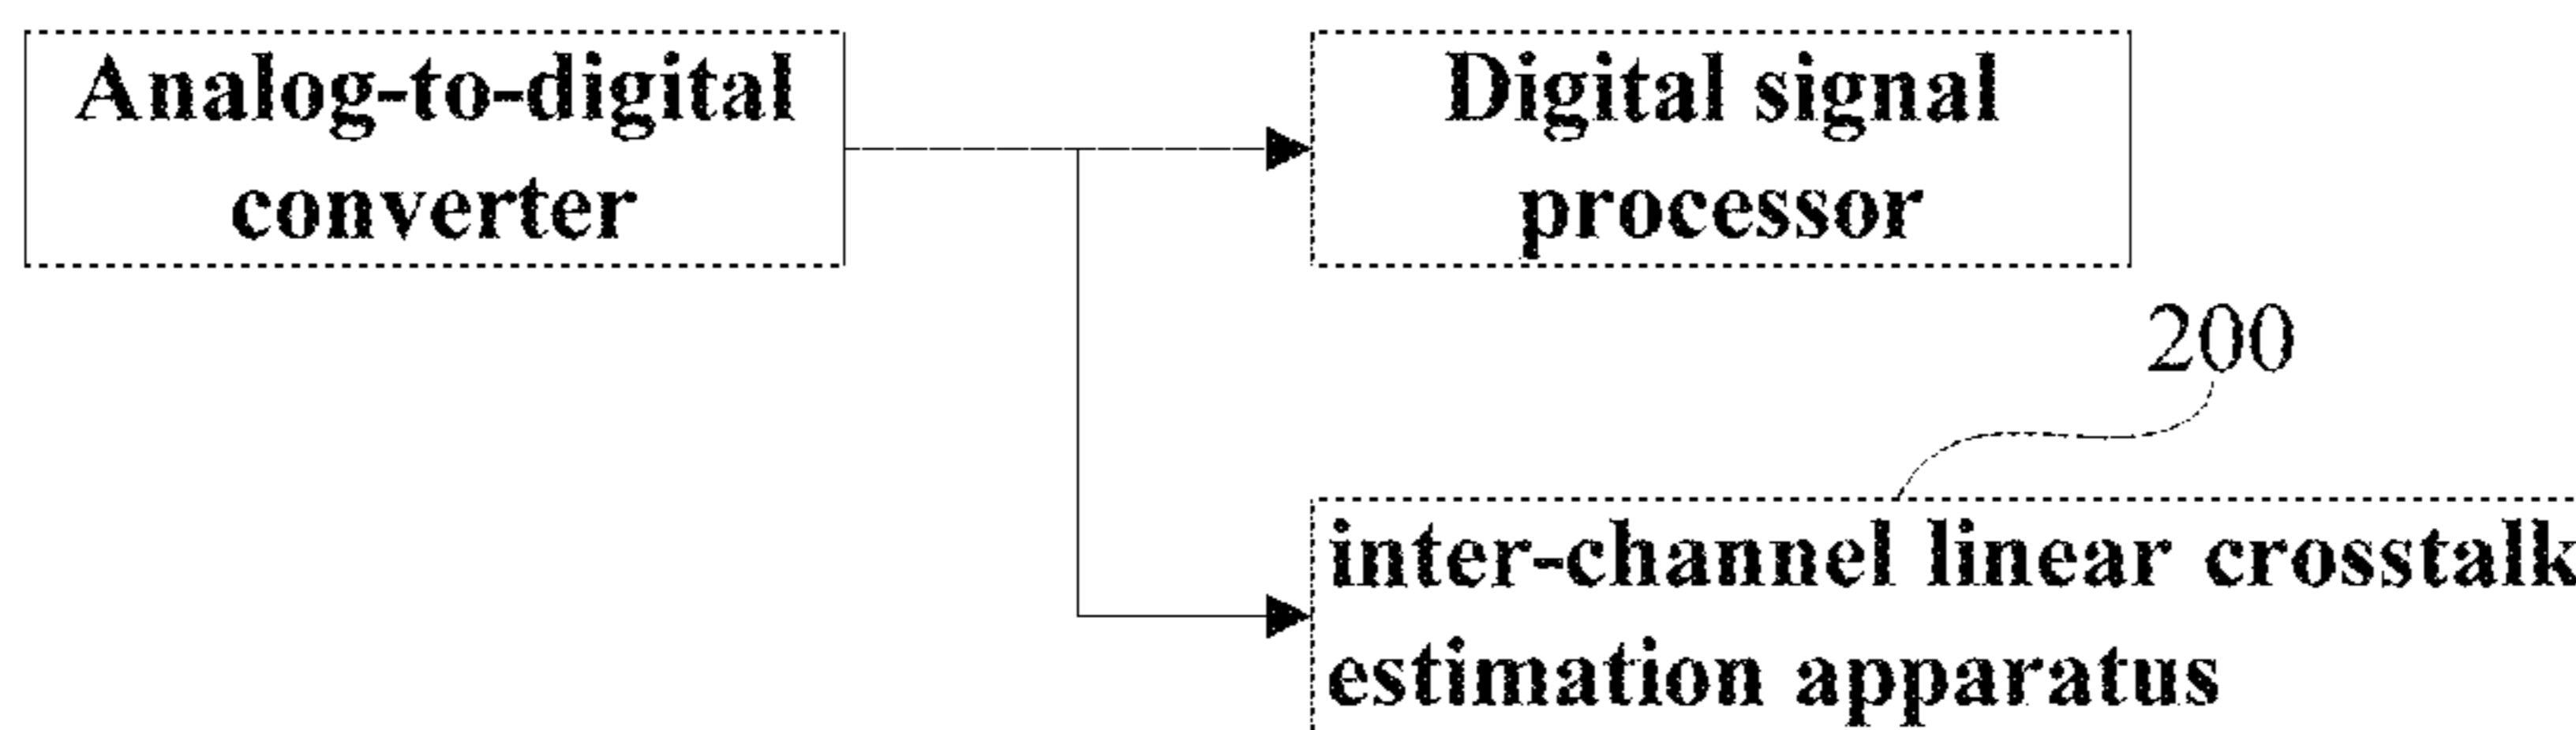 Analog-to-digital
converter
Digital signal
processor
200
inter-channel linear crosstalk
estimation apparatus